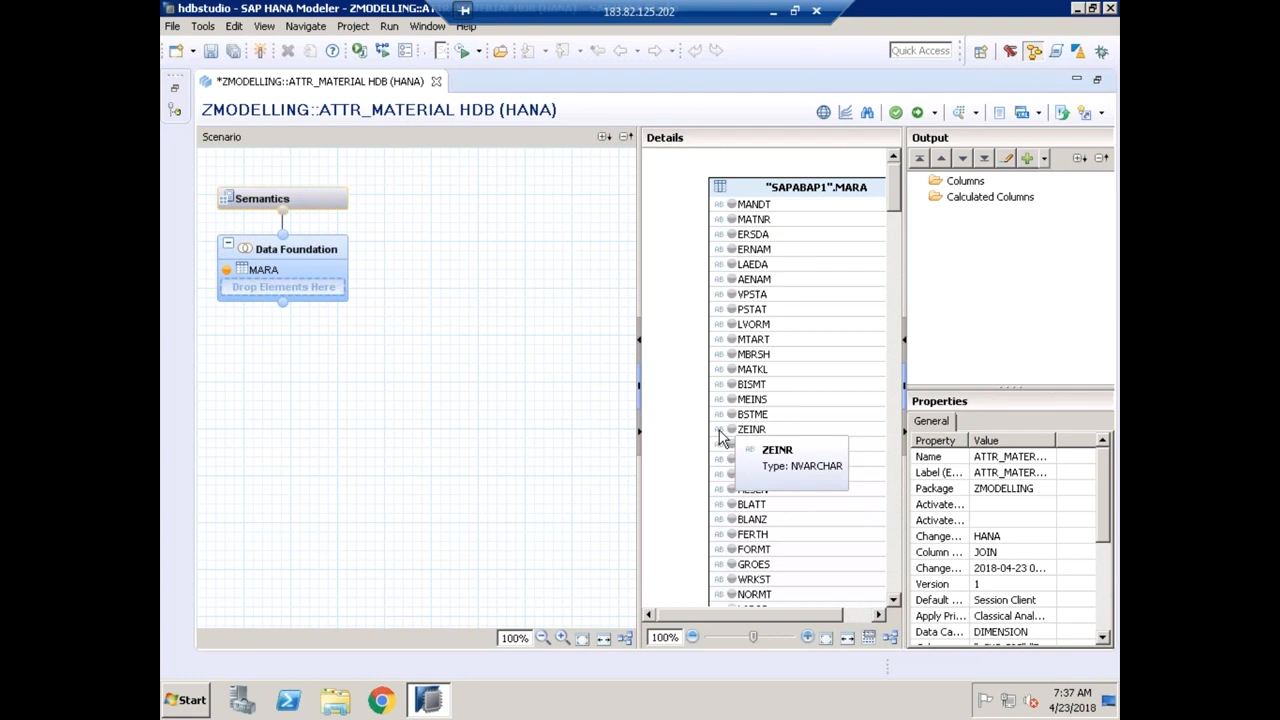 hdbstudio - SAP HANA Modeler - ZMODELLING::AT
183.82.125.202
File Edit View Navigate Project Run Window Help
Quick Access
*ZMODELLING::ATTR_MATERIAL HDB (HANA)
ZMODELLING::ATTR_MATERIAL HDB (HANA)
Scenario
Semantics
Data Foundation
MARA
Drop Elements Here
100%
Details
"SAPABAP1".MARA
MANDT
MATNR
ERSDA
ERNAM
LAEDA
AENAM
VPSTA
PSTAT
LVORM
MTART
MBRSH
MATKL
BISMT
MEINS
BSTME
ZEINR
ZEINR
Type: NVARCHAR
BLATT
BLANZ
FERTH
FORMT
GROES
WRKST
NORMT
100%
Output
Columns
Calculated Columns
Properties
General
Property Value
Name ATTR_MATER...
Label (E... ATTR_MATER...
Package ZMODELLING
Activate...
Activate...
Change... HANA
Column ... JOIN
Change... 2018-04-23 0...
Version 1
Default ... Session Client
Apply Pri... Classical Anal...
Data Ca... DIMENSION
Start
7:37 AM
4/23/2018